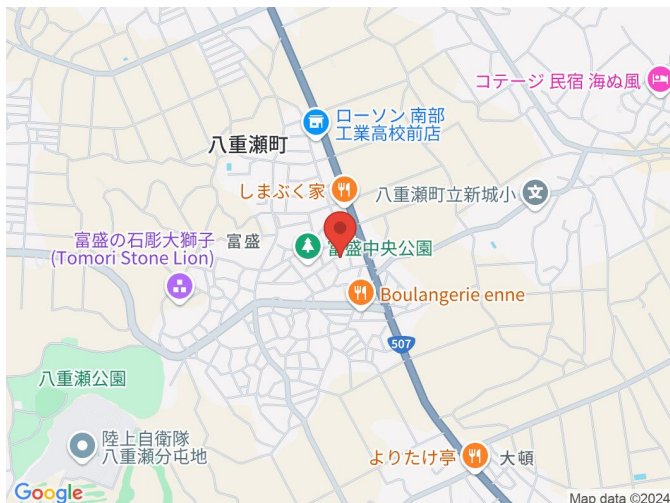 コテージ 民宿 海ぬ風
ローソン 南部
工業高校前店
八重瀬町
しまぶく家
八重瀬町立新城小
文
富盛の石彫大獅子
(Tomori Stone Lion)
富盛
富盛中央公園
Boulangerie enne
507
八重瀬公園
陸上自衛隊
八重瀬分屯地
よりたけ亭
大頓
Google
Map data ©2024